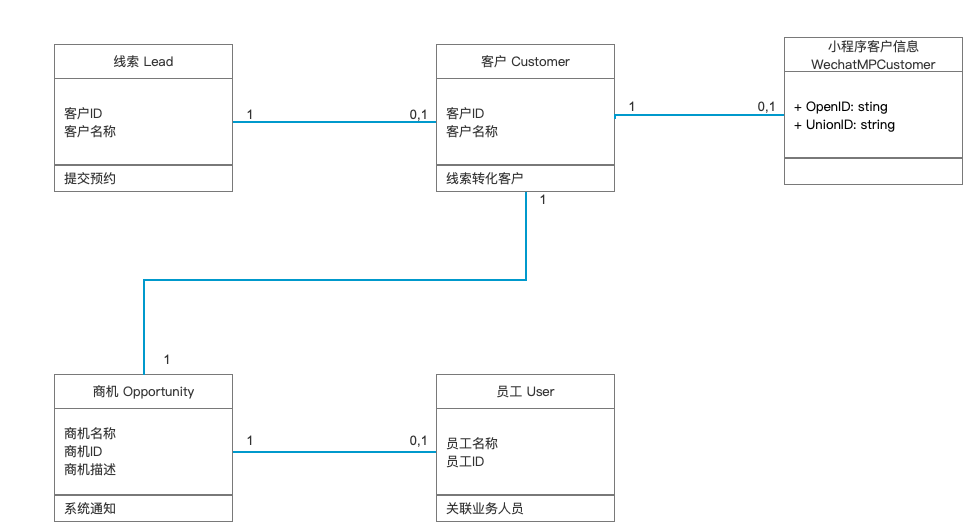 线索 Lead
客户ID
客户名称
提交预约
1
0,1
客户 Customer
客户ID
客户名称
线索转化客户
1
0,1
小程序客户信息
WechatMPCustomer
+ OpenID: sting
+ UnionID: string
1
1
商机 Opportunity
商机名称
商机ID
商机描述
系统通知
1
0,1
员工 User
员工名称
员工ID
关联业务人员